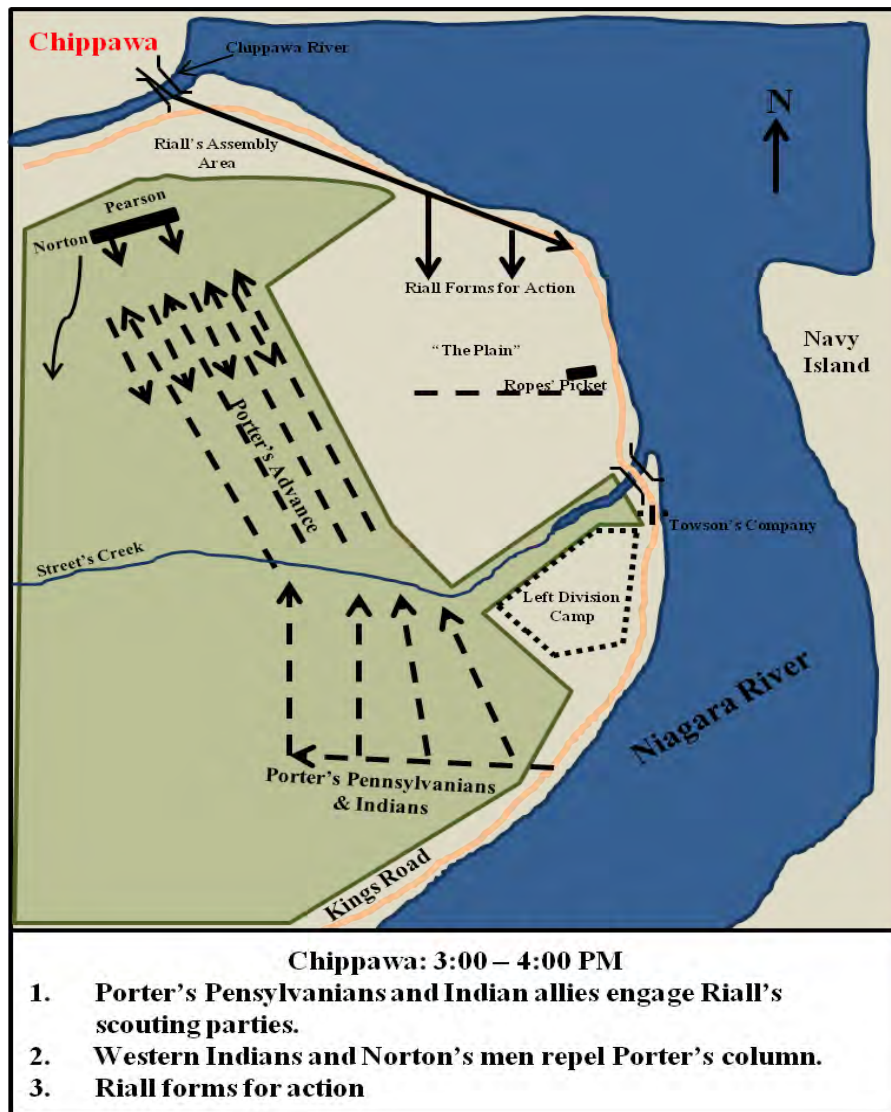 Chippawa
Chippawa River
N
Riall's Assembly
Area
Pearson
Norton
Riall Forms for Action
"The Plain"
Ropes' Picket
Navy
Island
Porter's Advance
Street's Creek
Towson's Company
Left Division
Camp
Niagara River
Porter's Pennsylvanians
& Indians
Kings Road
Chippawa: 3:00 – 4:00 PM
1. Porter's Pensylvanians and Indian allies engage Riall's
scouting parties.
2. Western Indians and Norton's men repel Porter's column.
3. Riall forms for action